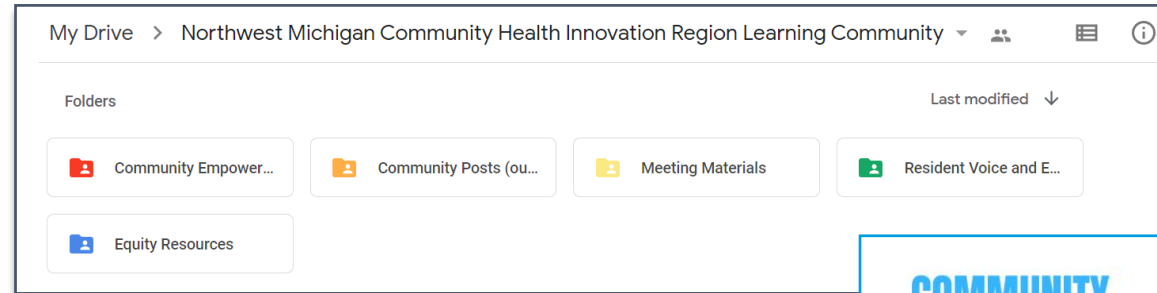 My Drive > Northwest Michigan Community Health Innovation Region Learning Community
Folders
Last modified
Community Empower...
Community Posts (ou...
Meeting Materials
Resident Voice and E...
Equity Resources
COMMUNITY